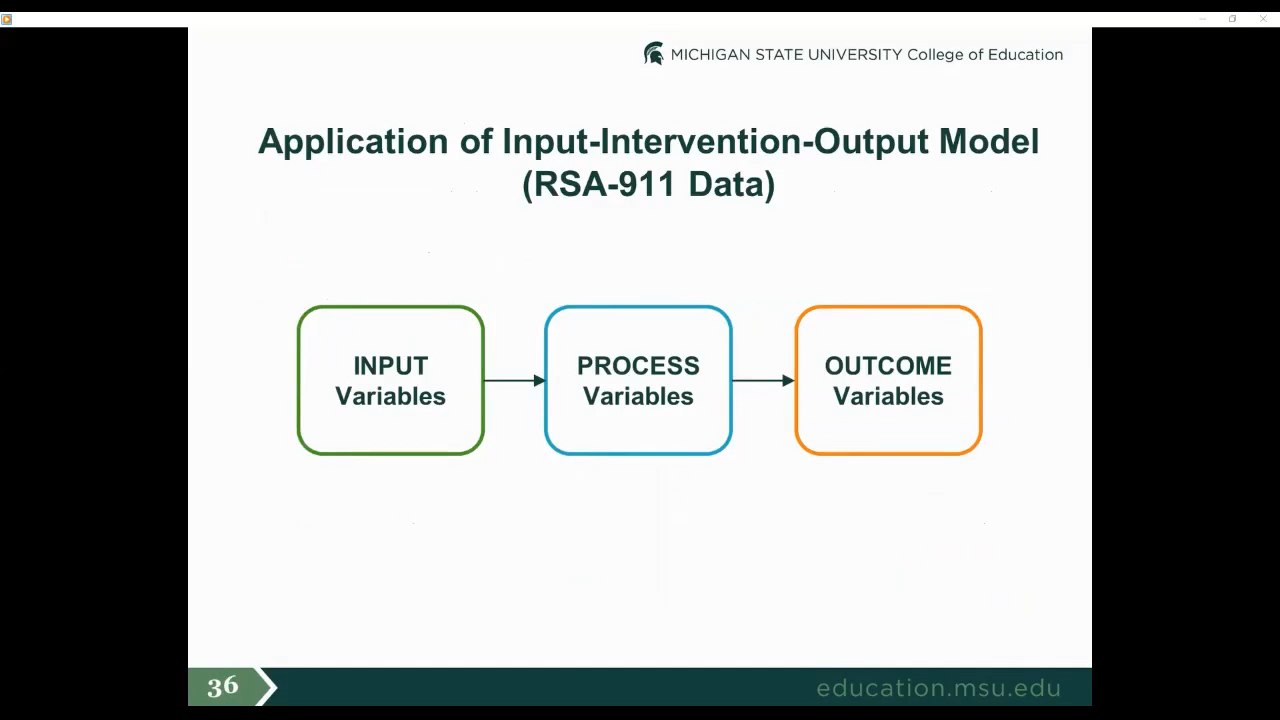 MICHIGAN STATE UNIVERSITY College of Education
Application of Input-Intervention-Output Model
(RSA-911 Data)
INPUT
Variables
PROCESS
Variables
OUTCOME
Variables
36
education.msu.edu